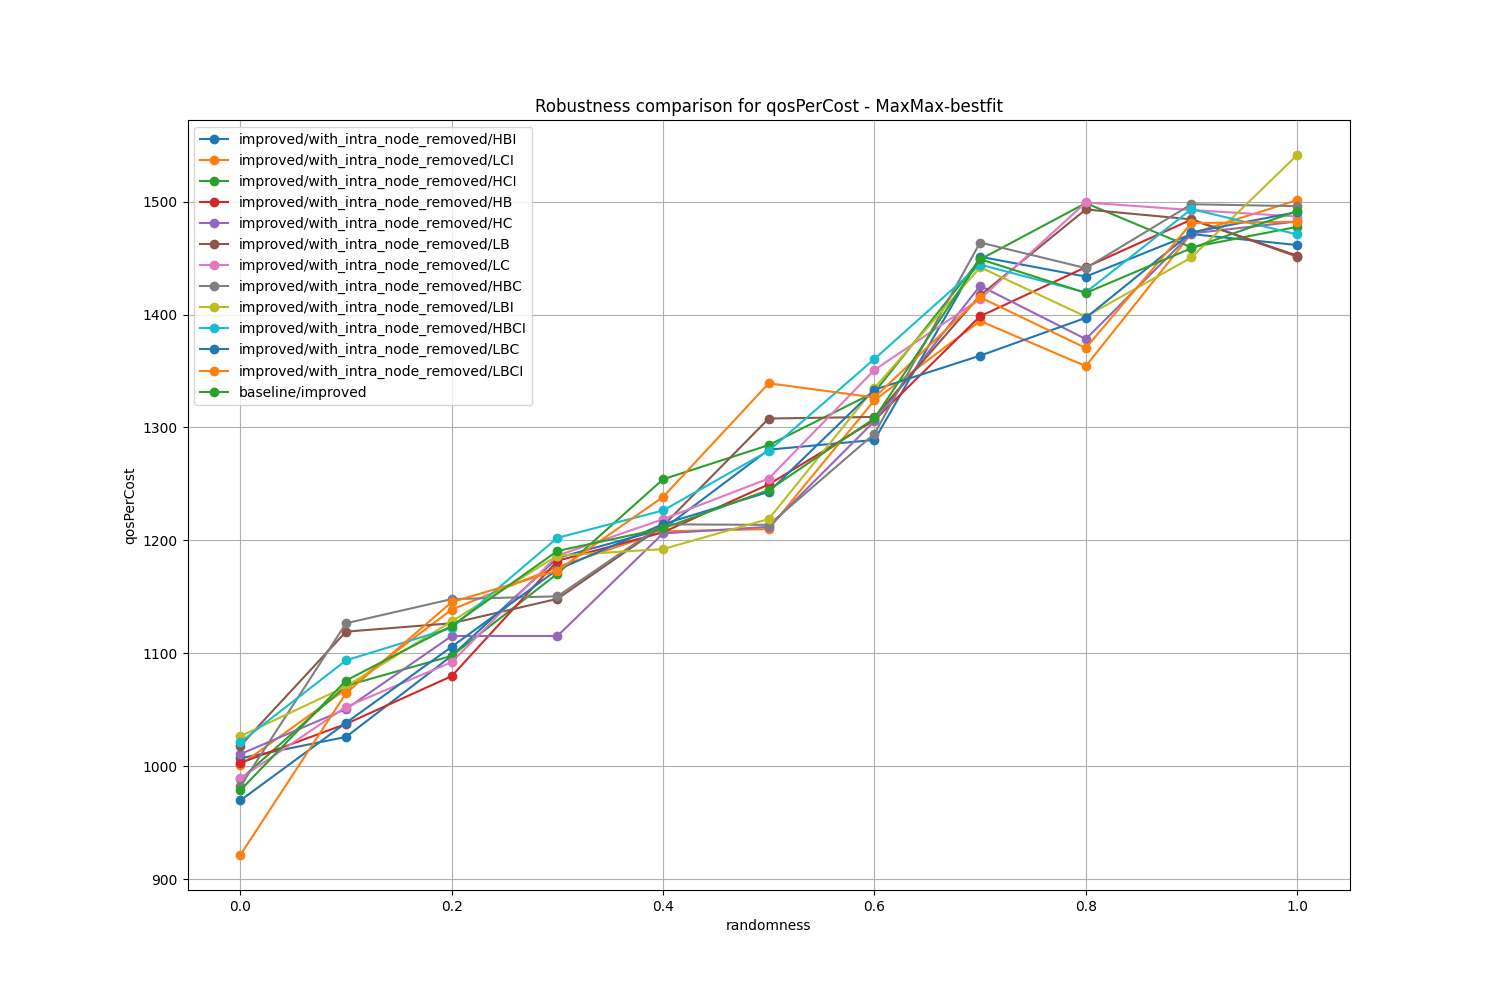 Robustness comparison for qosPerCost - MaxMax-bestfit
improved/with_intra_node_removed/HBI
improved/with_intra_node_removed/LCI
improved/with_intra_node_removed/HCI
improved/with_intra_node_removed/HB
improved/with_intra_node_removed/HC
improved/with_intra_node_removed/LB
improved/with_intra_node_removed/LC
improved/with_intra_node_removed/HBC
improved/with_intra_node_removed/LBI
improved/with_intra_node_removed/HBCI
improved/with_intra_node_removed/LBC
improved/with_intra_node_removed/LBCI
baseline/improved
1500
1400
1300
1200
1100
1000
900
qosPerCost
0.0 0.2 0.4 0.6 0.8 1.0
randomness